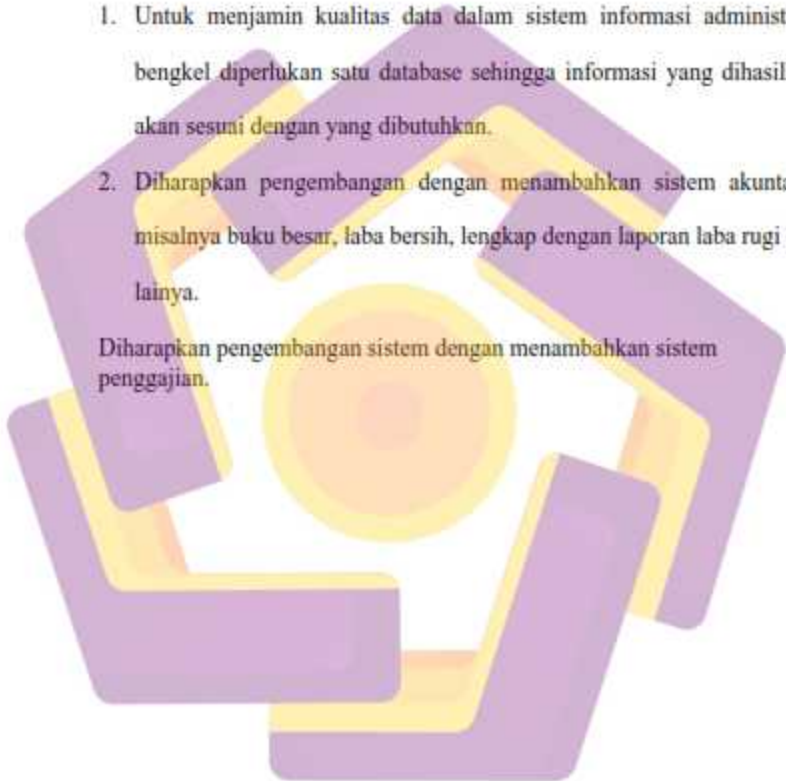 1. Untuk menjamin kualitas data dalam sistem informasi administ
bengkel diperlukan satu database sehingga informasi yang dihasil
akan sesuai dengan yang dibutuhkan.
2. Diharapkan pengembangan dengan menambahkan sistem akunta
misalnya buku besar, laba bersih, lengkap dengan laporan laba rugi
lainya.
Diharapkan pengembangan sistem dengan menambahkan sistem
penggajian.